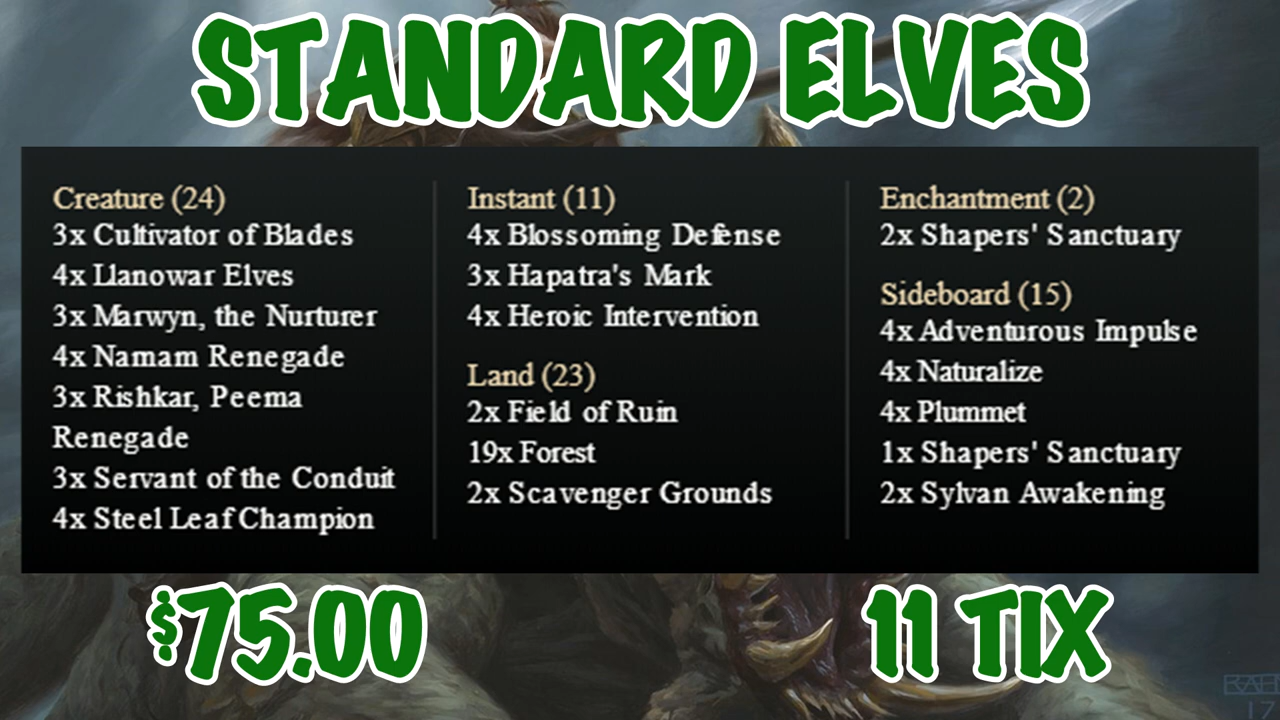 STANDARD ELVES
Creature (24)
3x Cultivator of Blades
4x Llanowar Elves
3x Marwyn, the Nurturer
4x Narnam Renegade
3x Rishkar, Peema
Renegade
3x Servant of the Conduit
4x Steel Leaf Champion
Instant (11)
4x Blossoming Defense
3x Hapatra's Mark
4x Heroic Intervention
Land (23)
2x Field of Ruin
19x Forest
2x Scavenger Grounds
Enchantment (2)
2x Shapers' Sanctuary
Sideboard (15)
4x Adventurous Impulse
4x Naturalize
4x Plummet
1x Shapers' Sanctuary
2x Sylvan Awakening
$75.00
11 TIX